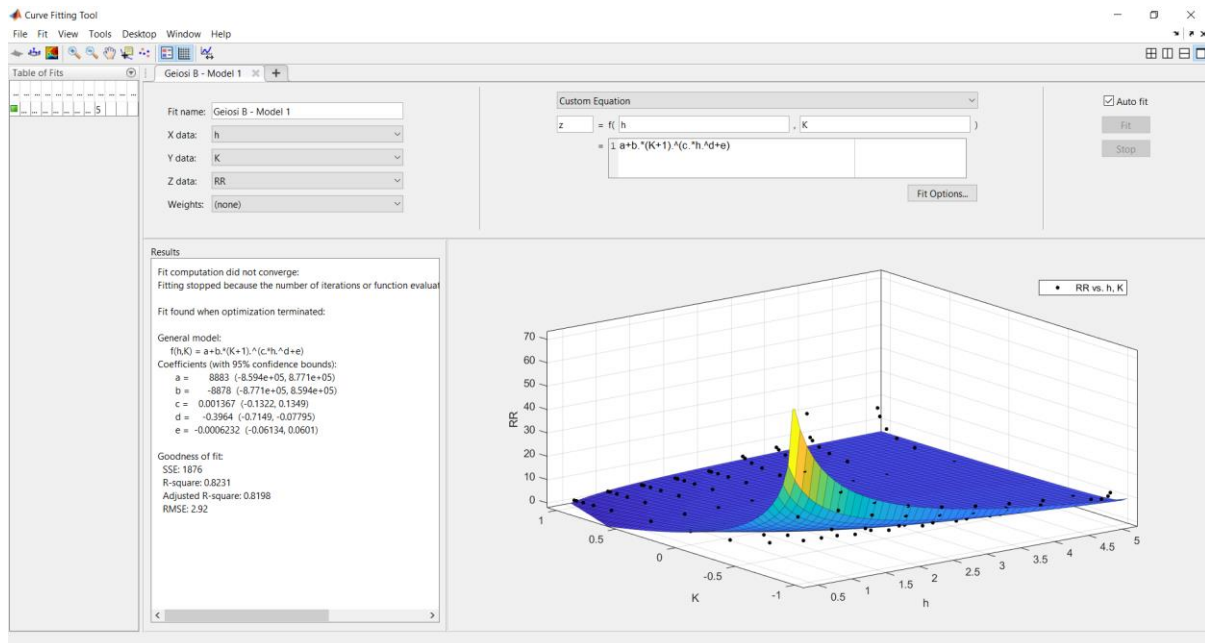 Curve Fitting Tool
File Fit View Tools Desktop Window Help
Table of Fits
... ... ... ... ... ... 5
Geiosi B - Model 1
Fit name: Geiosi B - Model 1
X data: h
Y data: K
Z data: RR
Weights: (none)
Custom Equation
z = f( h , K )
= 1 a+b.*(K+1).^(c.*h.^d+e)
Fit Options...
Auto fit
Fit
Stop
Results
Fit computation did not converge:
Fitting stopped because the number of iterations or function evaluat
Fit found when optimization terminated:
General model:
f(h,K) = a+b.*(K+1).^(c.*h.^d+e)
Coefficients (with 95% confidence bounds):
a = 8883 (-8.594e+05, 8.771e+05)
b = -8878 (-8.771e+05, 8.594e+05)
c = 0.001367 (-0.1322, 0.1349)
d = -0.3964 (-0.7149, -0.07795)
e = -0.0006232 (-0.06134, 0.0601)
Goodness of fit:
SSE: 1876
R-square: 0.8231
Adjusted R-square: 0.8198
RMSE: 2.92
RR vs. h, K
70
60
50
40
30
20
10
0
RR
1
0.5
0
-0.5
-1
K
0.5
1
1.5
2
2.5
3
3.5
4
4.5
5
h